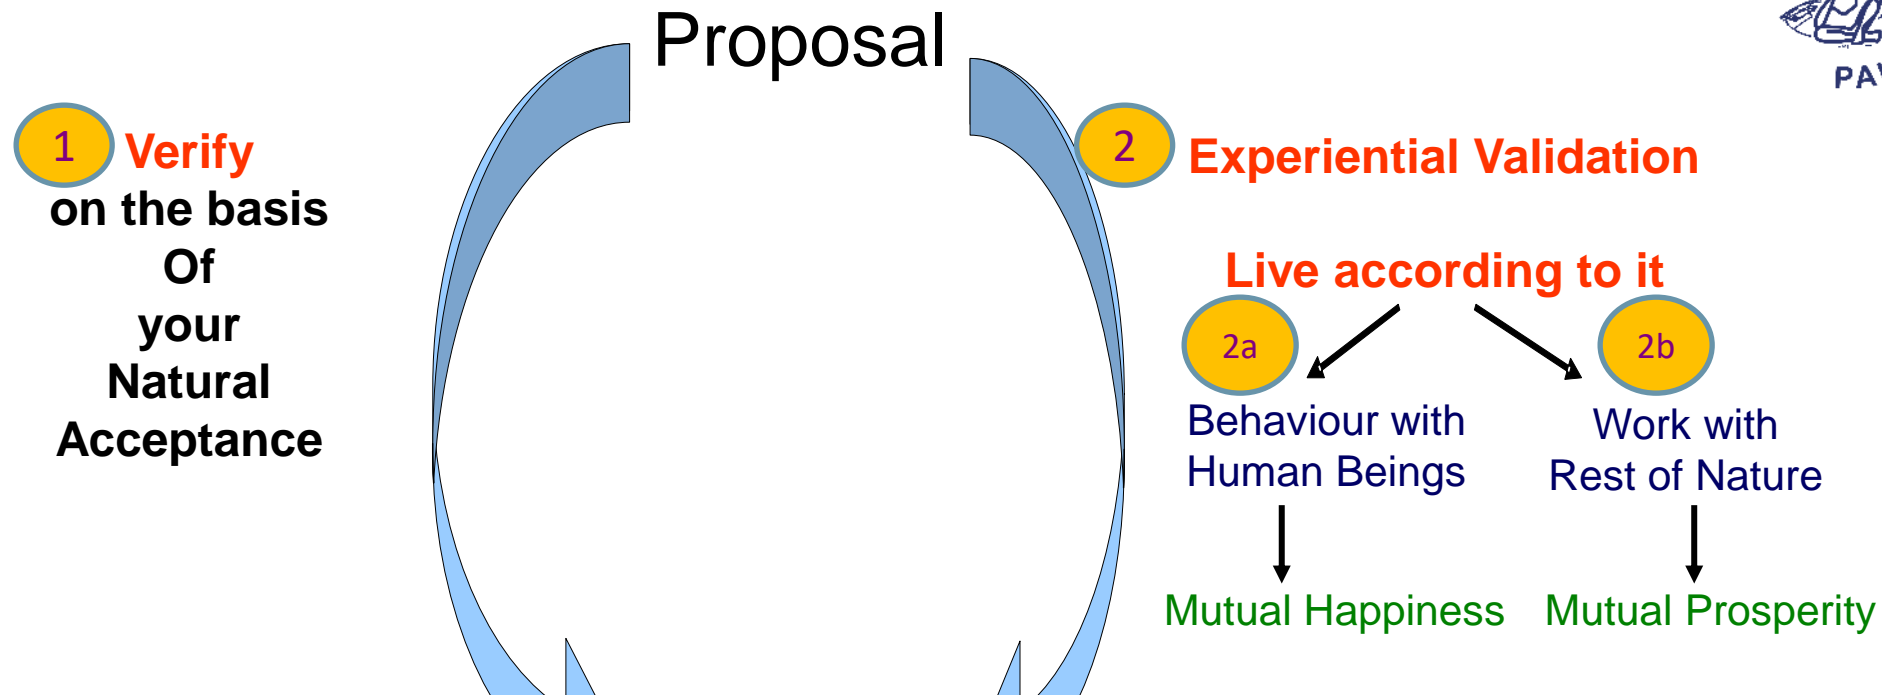 Proposal
1
Verify
on the basis
Of
your
Natural
Acceptance
2
Experiential Validation
Live according to it
2a
2b
Behaviour with
Human Beings
Work with
Rest of Nature
Mutual Happiness
Mutual Prosperity